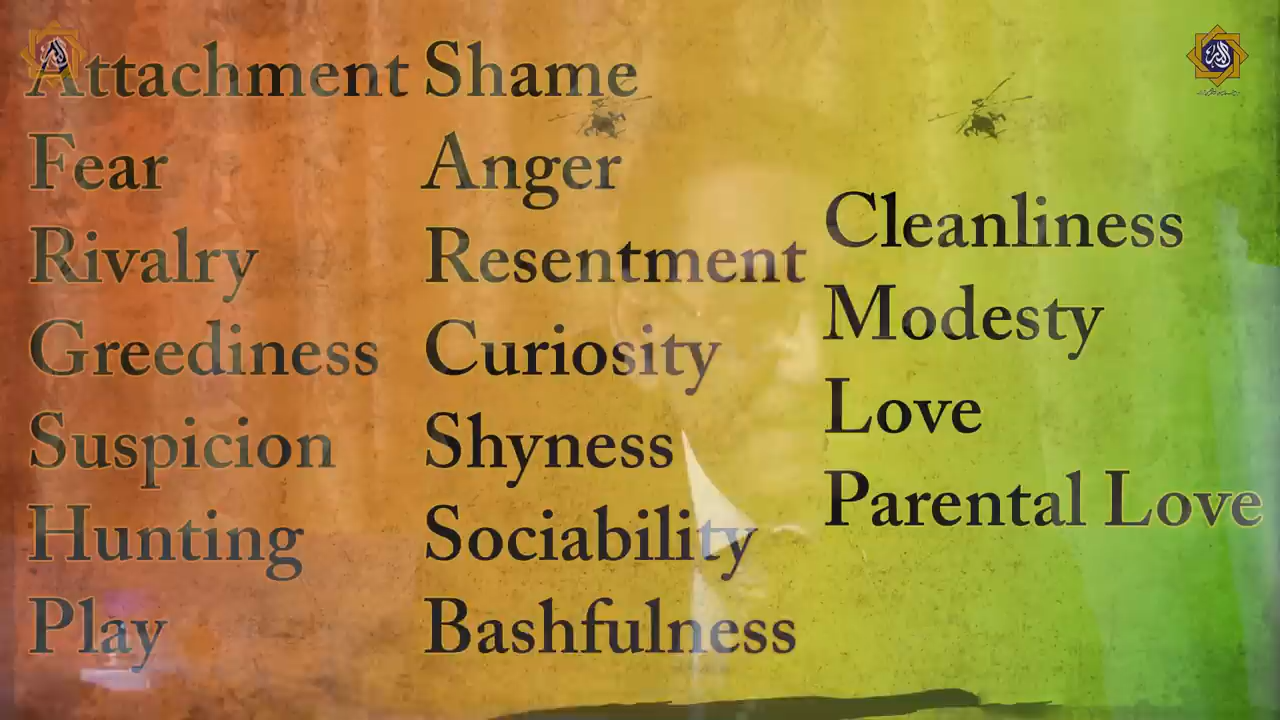 Attachment
Fear
Rivalry
Greediness
Suspicion
Hunting
Play
Shame
Anger
Resentment
Curiosity
Shyness
Sociability
Bashfulness
Cleanliness
Modesty
Love
Parental Love